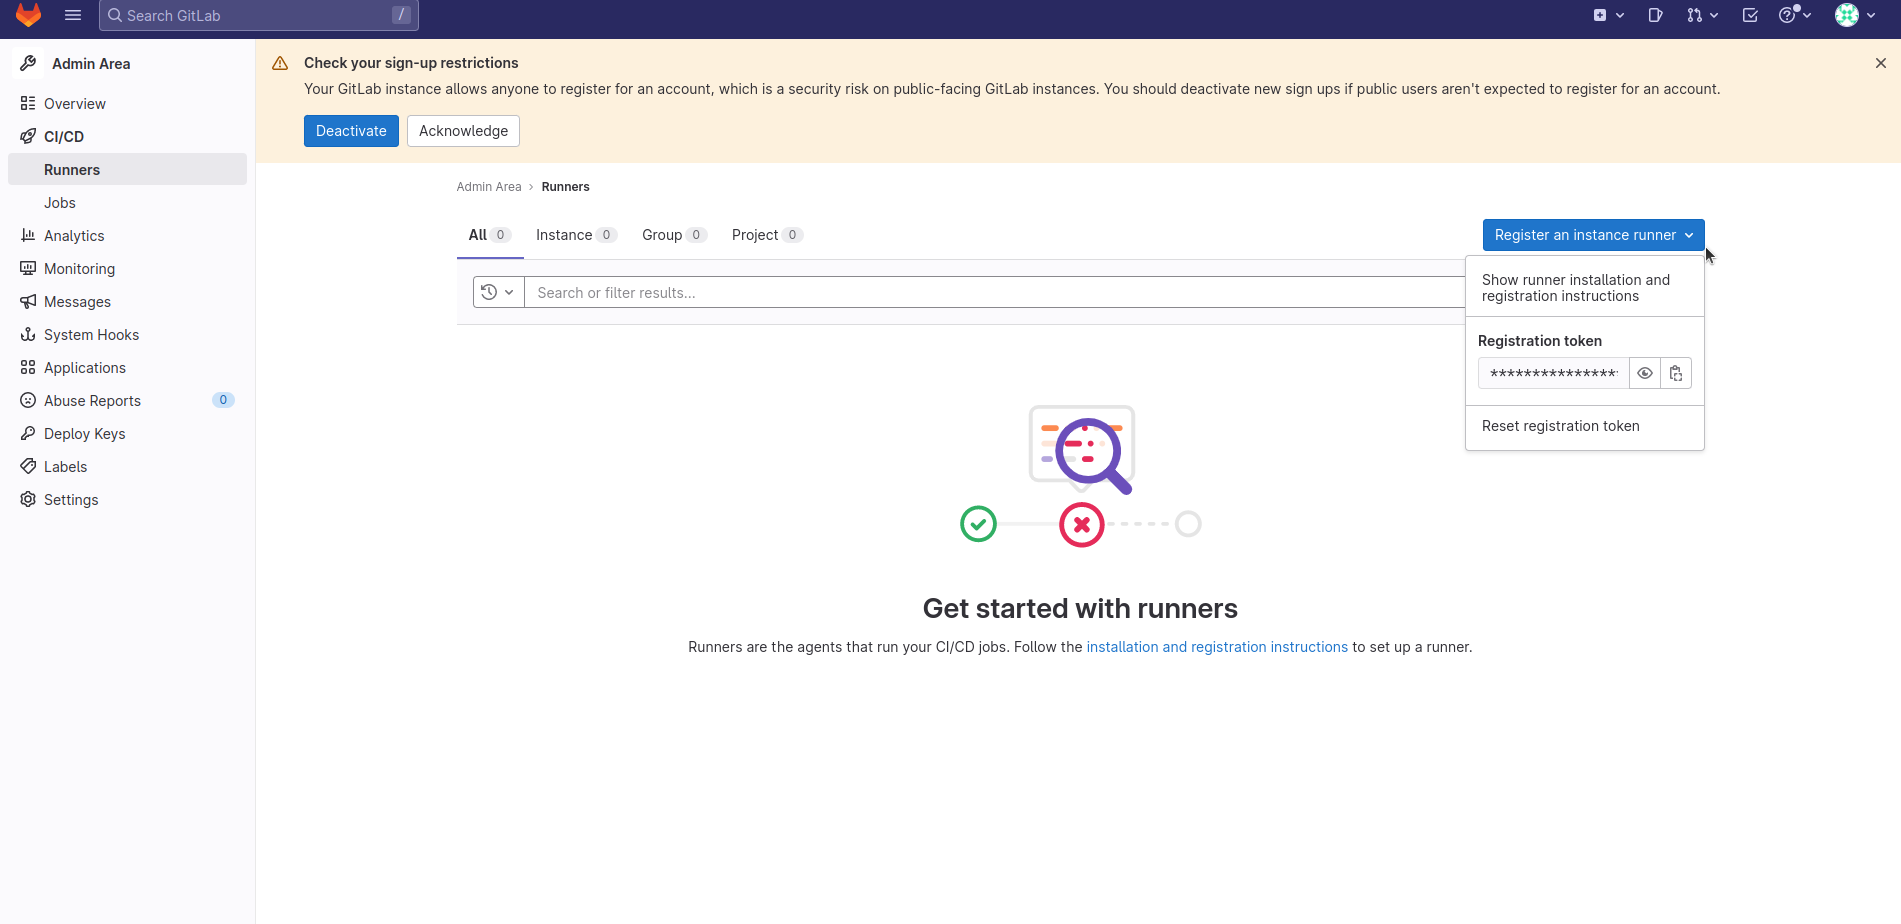 Search GitLab /
Admin Area
Overview
CI/CD
Runners
Jobs
Analytics
Monitoring
Messages
System Hooks
Applications
Abuse Reports 0
Deploy Keys
Labels
Settings
Check your sign-up restrictions
Your GitLab instance allows anyone to register for an account, which is a security risk on public-facing GitLab instances. You should deactivate new sign ups if public users aren't expected to register for an account.
Deactivate Acknowledge
Admin Area › Runners
All 0 Instance 0 Group 0 Project 0
Register an instance runner
Search or filter results...
Show runner installation and
registration instructions
Registration token
***************
Reset registration token
Get started with runners
Runners are the agents that run your CI/CD jobs. Follow the installation and registration instructions to set up a runner.